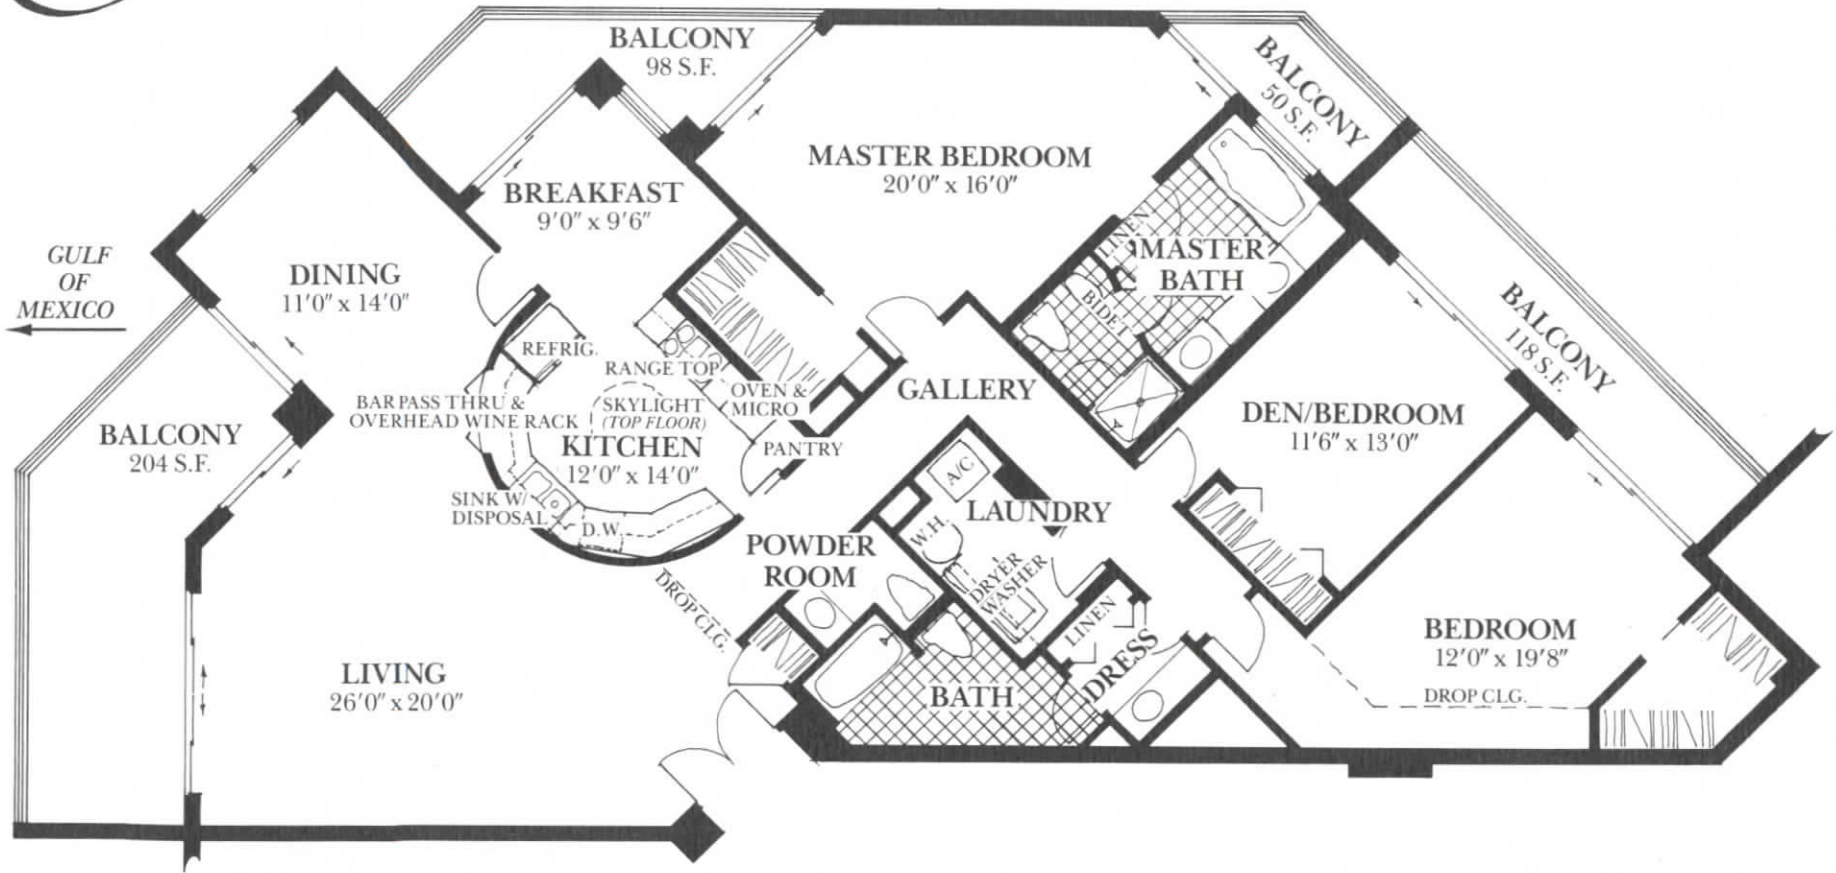 BALCONY
98 S.F.
BALCONY
50 S.F.
MASTER BEDROOM
20'0" x 16'0"
BREAKFAST
9'0" x 9'6"
GULF
OF
MEXICO
DINING
11'0" x 14'0"
LINEN
MASTER
BATH
BIDET
BALCONY
118 S.F.
REFRIG.
RANGE TOP
OVEN &
MICRO
BAR PASS THRU &
OVERHEAD WINE RACK
SKYLIGHT
(TOP FLOOR)
KITCHEN
12'0" x 14'0"
PANTRY
GALLERY
DEN/BEDROOM
11'6" x 13'0"
BALCONY
204 S.F.
SINK W/
DISPOSAL
D.W.
A/C
LAUNDRY
W.H.
DRYER
WASHER
POWDER
ROOM
DROP CLG.
LINEN
DRESS
BATH
LIVING
26'0" x 20'0"
BEDROOM
12'0" x 19'8"
DROP CLG.